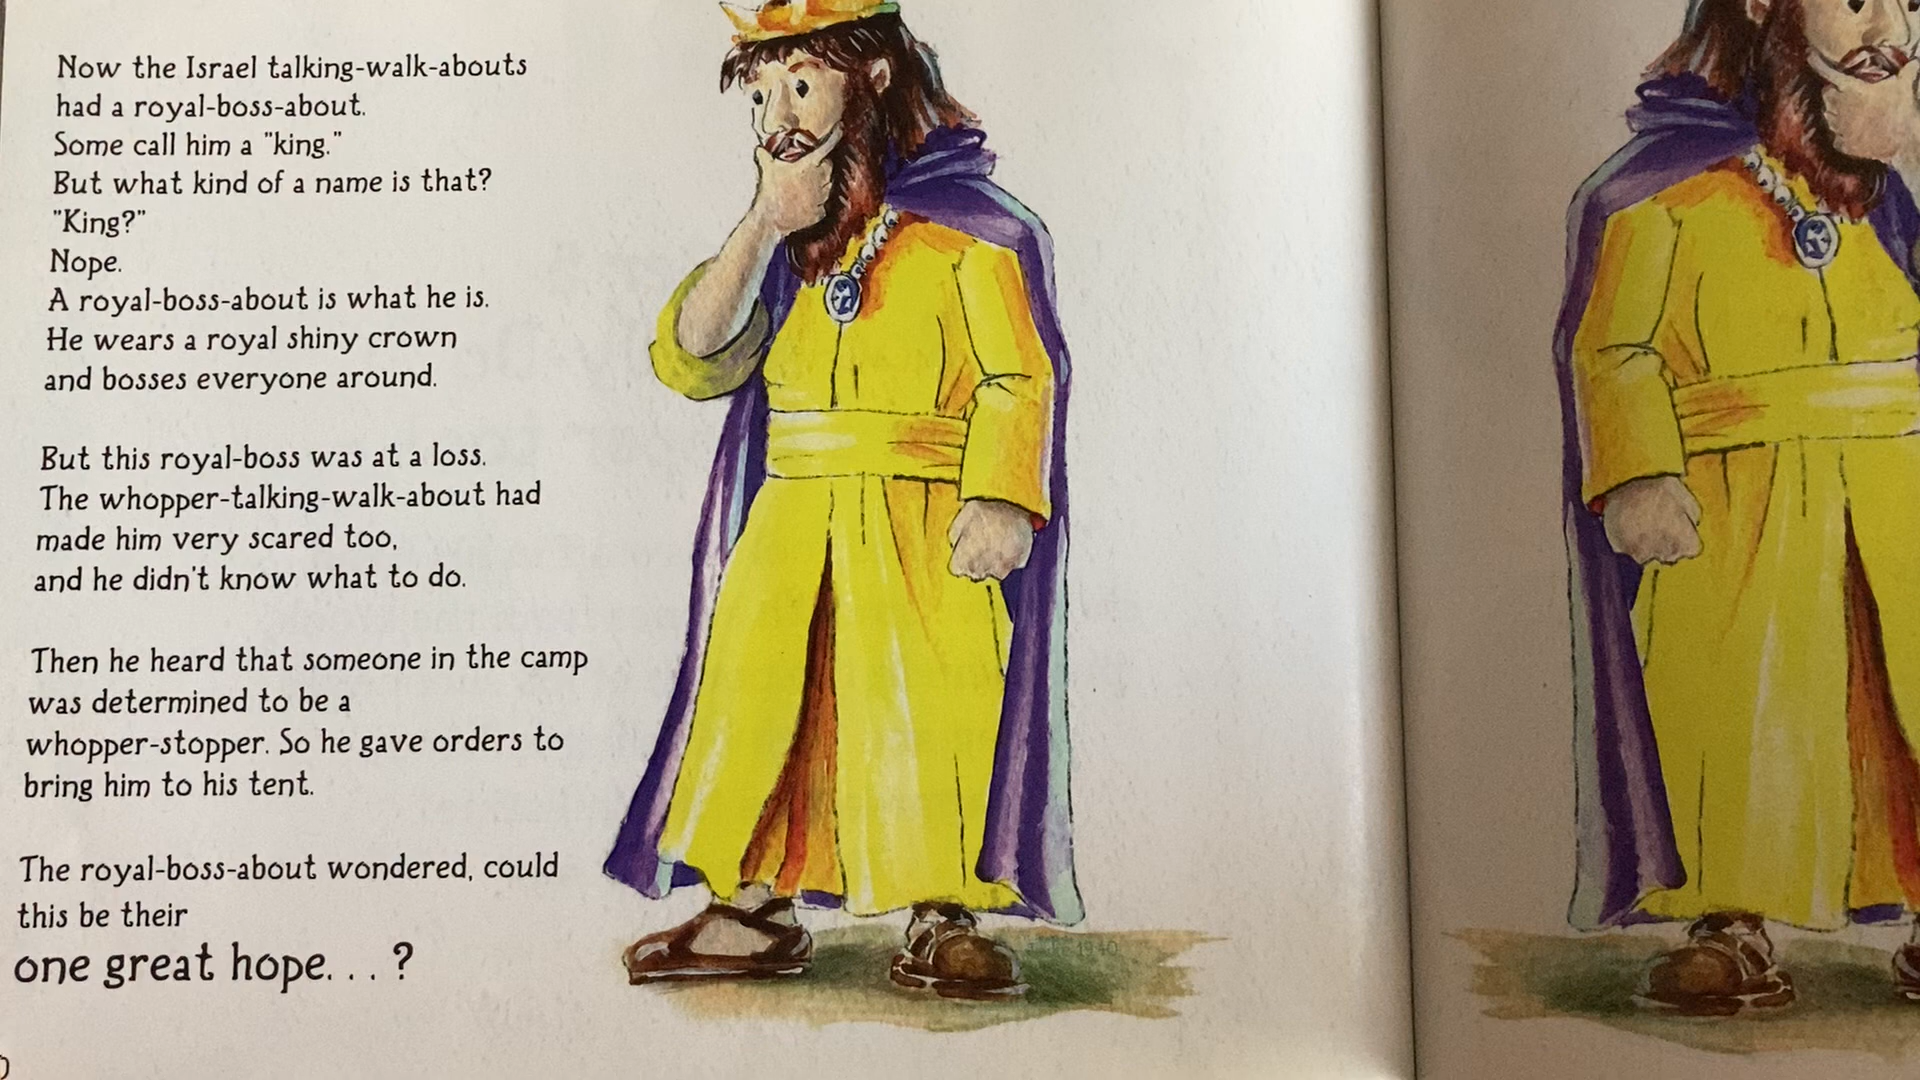 Now the Israel talking-walk-abouts
had a royal-boss-about.
Some call him a "king."
But what kind of a name is that?
"King?"
Nope.
A royal-boss-about is what he is.
He wears a royal shiny crown
and bosses everyone around.
But this royal-boss was at a loss.
The whopper-talking-walk-about had
made him very scared too,
and he didn't know what to do.
Then he heard that someone in the camp
was determined to be a
whopper-stopper. So he gave orders to
bring him to his tent.
The royal-boss-about wondered, could
this be their
one great hope. . . ?